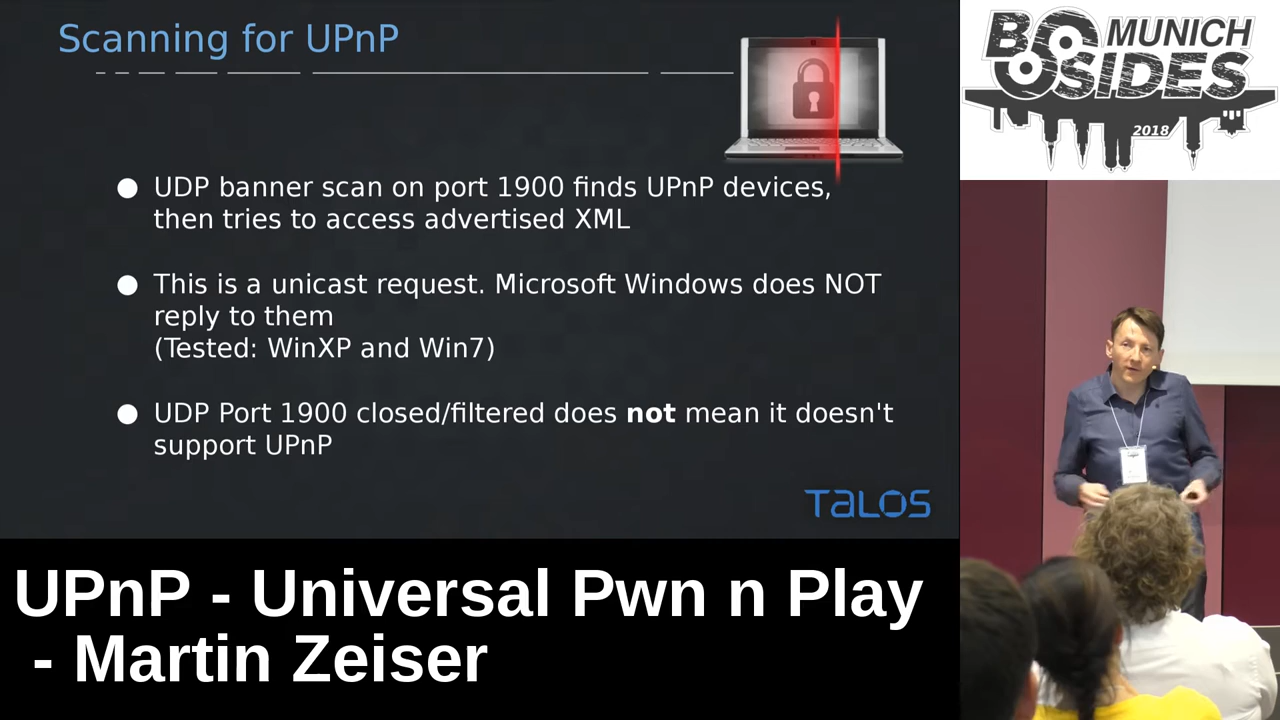 Scanning for UPnP
● UDP banner scan on port 1900 finds UPnP devices,
then tries to access advertised XML
● This is a unicast request. Microsoft Windows does NOT
reply to them
(Tested: WinXP and Win7)
● UDP Port 1900 closed/filtered does not mean it doesn't
support UPnP
TALOS
UPnP - Universal Pwn n Play
- Martin Zeiser
BSIDES MUNICH
2018